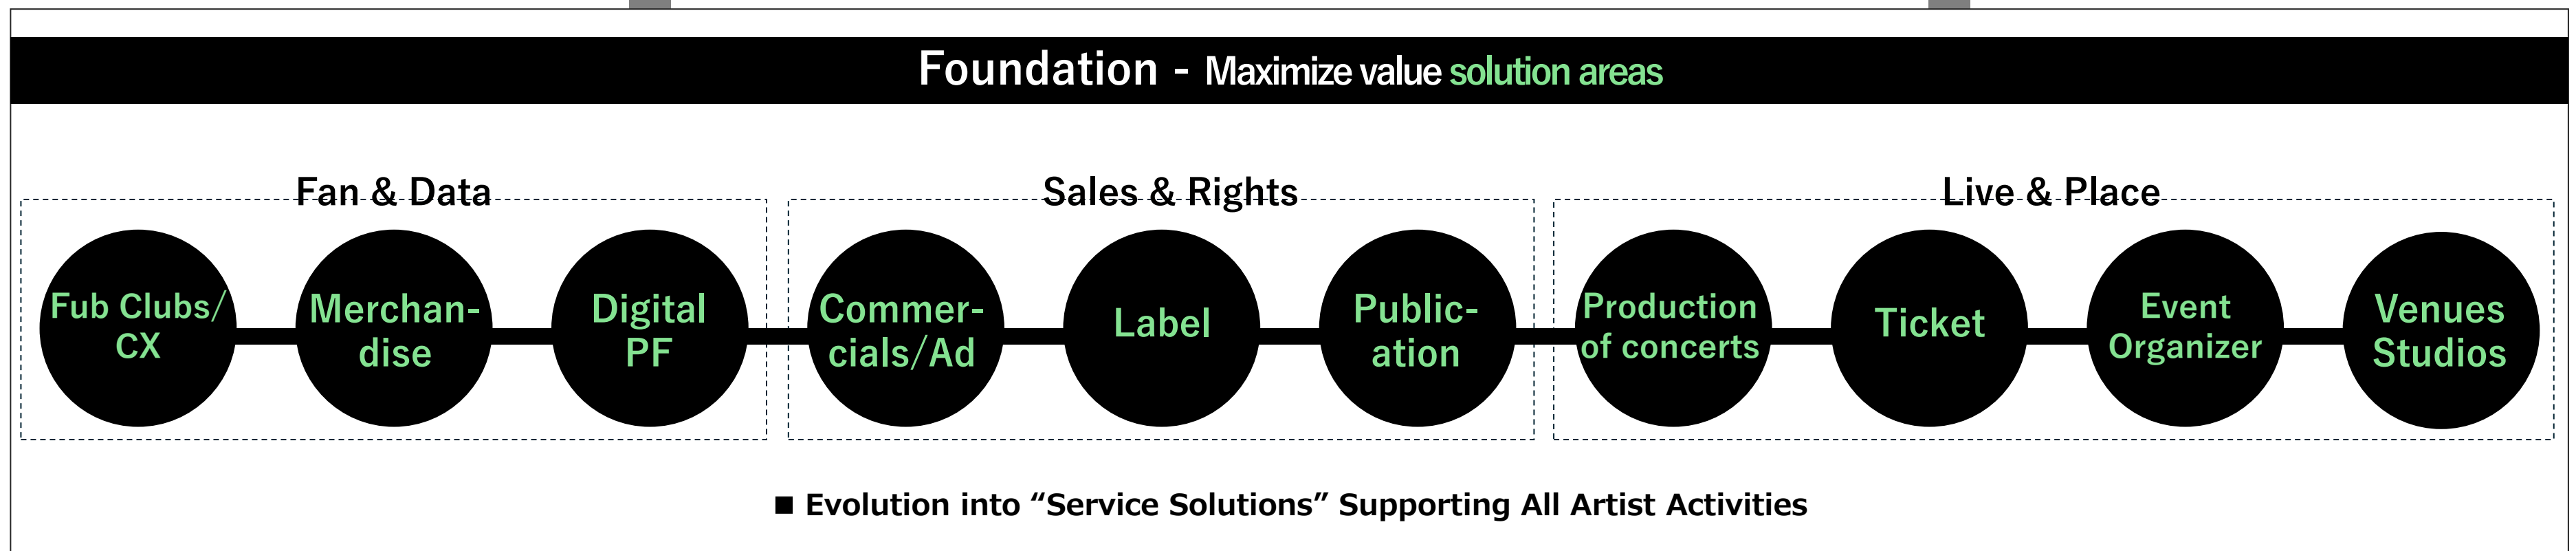 Foundation - Maximize value solution areas
Fan & Data
Sales & Rights
Live & Place
Fub Clubs/
CX
Merchan-
dise
Digital
PF
Commer-
cials/Ad
Label
Public-
ation
Production
of concerts
Ticket
Event
Organizer
Venues
Studios
■ Evolution into “Service Solutions” Supporting All Artist Activities